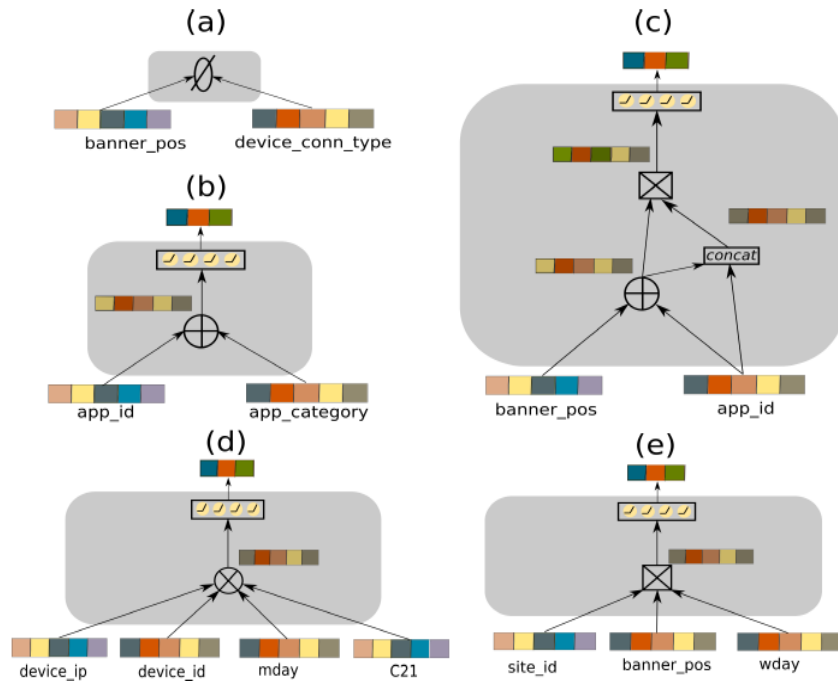 (a)
banner_pos
device_conn_type
(b)
app_id
app_category
(c)
concat
banner_pos
app_id
(d)
device_ip
device_id
mday
C21
(e)
site_id
banner_pos
wday